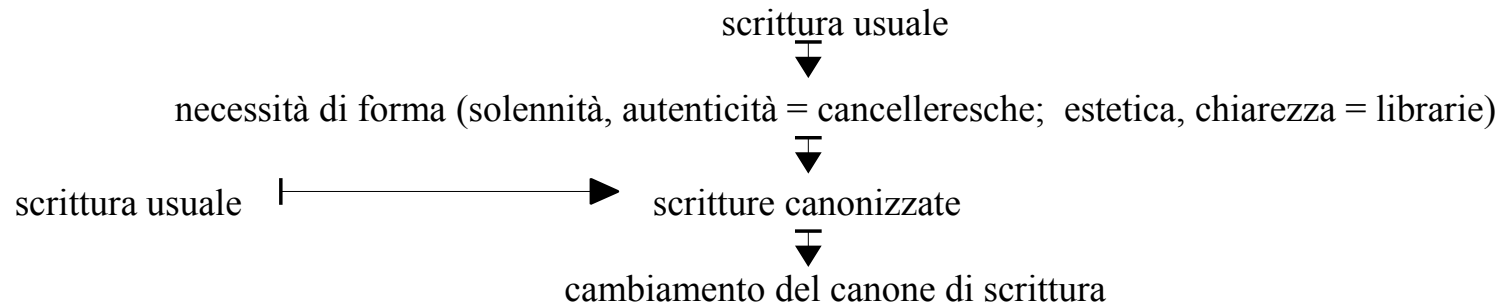 scrittura usuale
necessità di forma (solennità, autenticità = cancelleresche; estetica, chiarezza = librarie)
scrittura usuale scritture canonizzate
cambiamento del canone di scrittura